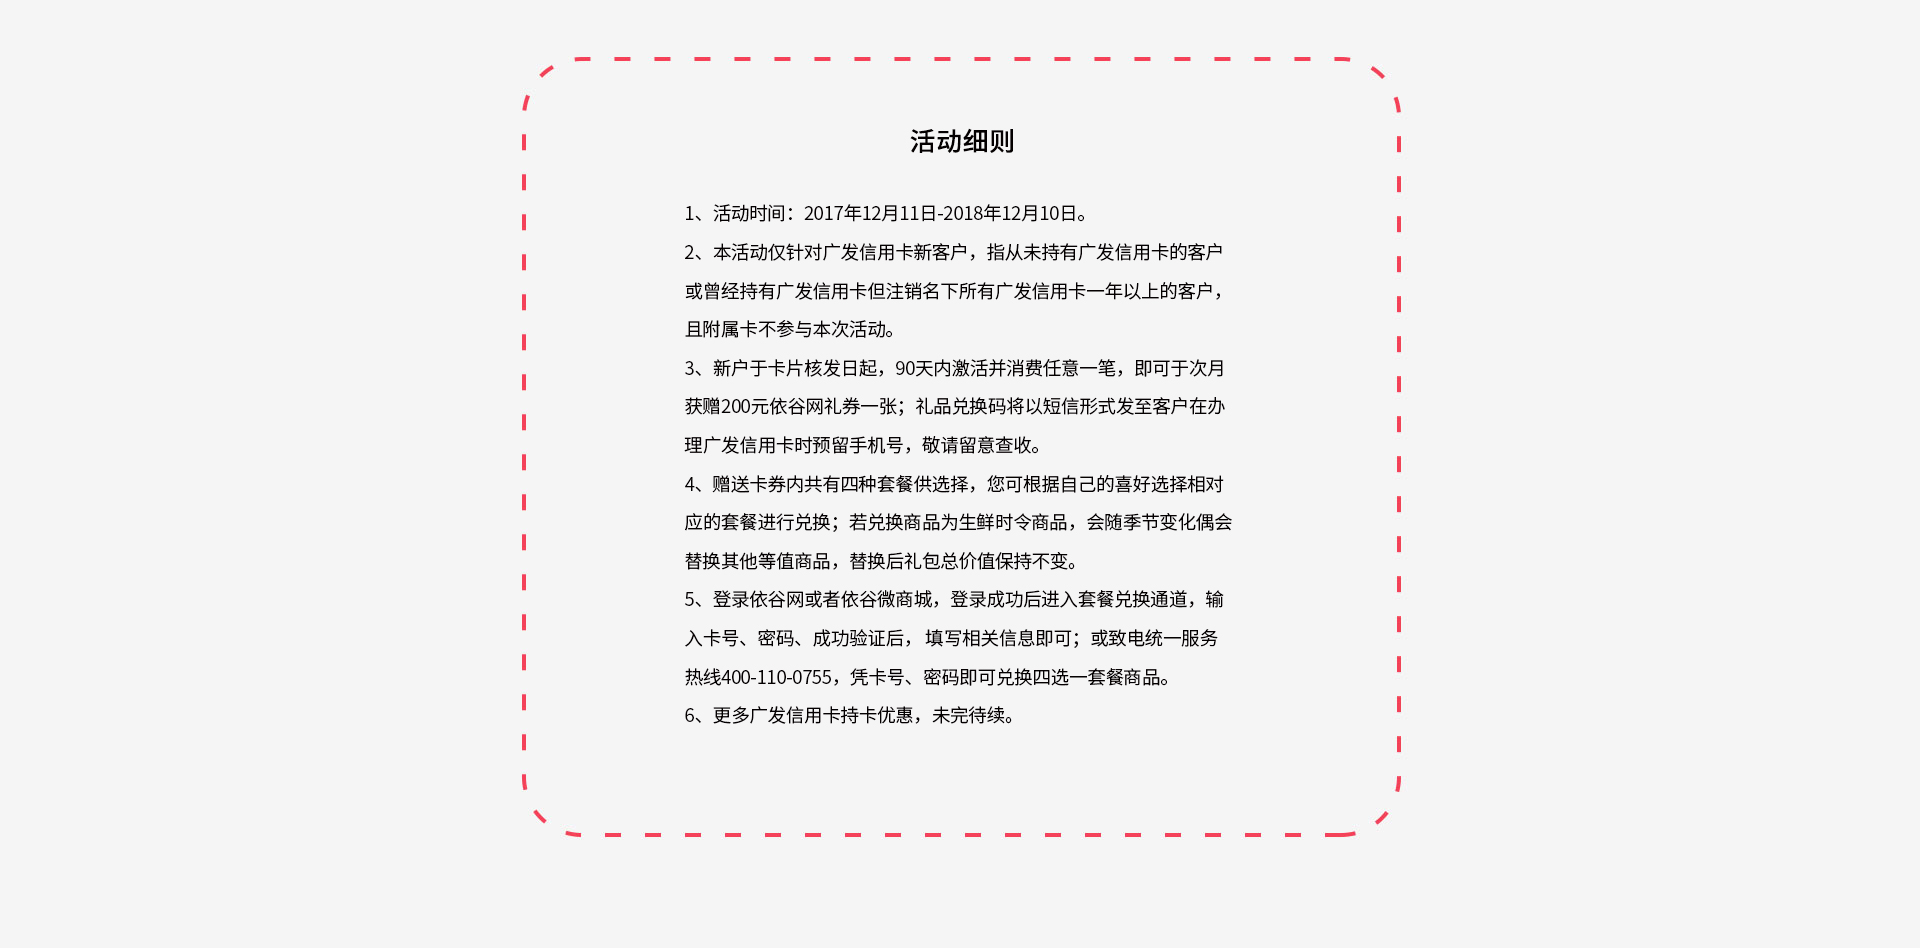 活动细则
1、活动时间：2017年12月11日-2018年12月10日。
2、本活动仅针对广发信用卡新客户，指从未持有广发信用卡的客户
或曾经持有广发信用卡但注销名下所有广发信用卡一年以上的客户，
且附属卡不参与本次活动。
3、新户于卡片核发日起，90天内激活并消费任意一笔，即可于次月
获赠200元依谷网礼券一张；礼品兑换码将以短信形式发至客户在办
理广发信用卡时预留手机号，敬请留意查收。
4、赠送卡券内共有四种套餐供选择，您可根据自己的喜好选择相对
应的套餐进行兑换；若兑换商品为生鲜时令商品，会随季节变化偶会
替换其他等值商品，替换后礼包总价值保持不变。
5、登录依谷网或者依谷微商城，登录成功后进入套餐兑换通道，输
入卡号、密码、成功验证后， 填写相关信息即可；或致电统一服务
热线400-110-0755，凭卡号、密码即可兑换四选一套餐商品。
6、更多广发信用卡持卡优惠，未完待续。